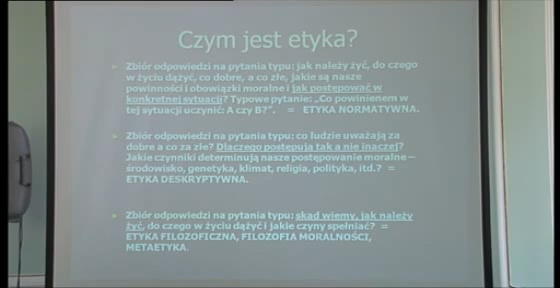 Czym jest etyka?
Zbiór odpowiedzi na pytania typu: jak należy żyć, do czego
w życiu dążyć, co dobre, a co złe, jakie są nasze
powinności i obowiązki moralne i jak postępować w
konkretnej sytuacji? Typowe pytanie: „Co powinienem w
tej sytuacji uczynić: A czy B?”. = ETYKA NORMATYWNA.
Zbiór odpowiedzi na pytania typu: co ludzie uważają za
dobre a co za złe? Dlaczego postępują tak a nie inaczej?
Jakie czynniki determinują nasze postępowanie moralne –
środowisko, genetyka, klimat, religia, polityka, itd.? =
ETYKA DESKRYPTYWNA.
Zbiór odpowiedzi na pytania typu: skąd wiemy, jak należy
żyć, do czego w życiu dążyć i jakie czyny spełniać? =
ETYKA FILOZOFICZNA, FILOZOFIA MORALNOŚCI,
METAETYKA.